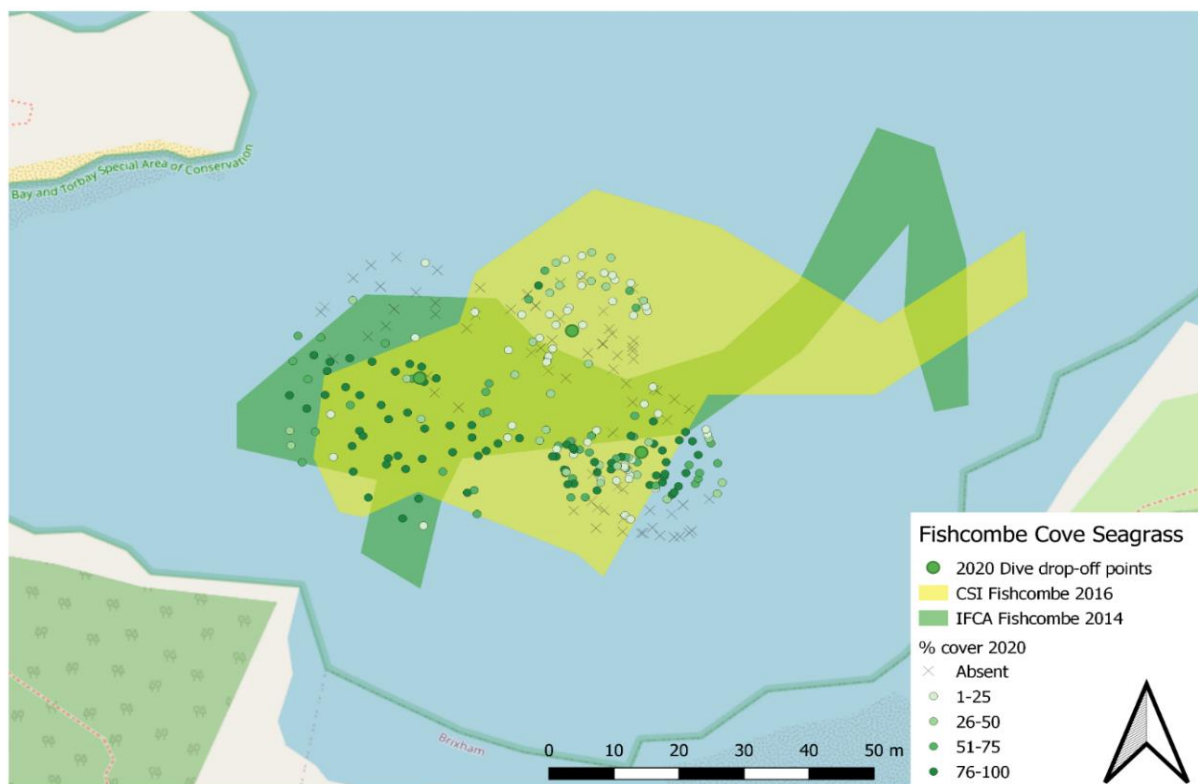 Bay and Torbay Special Area of Conservation
Fishcombe Cove Seagrass
2020 Dive drop-off points
CSI Fishcombe 2016
IFCA Fishcombe 2014
% cover 2020
Absent
1-25
26-50
51-75
76-100
Brixham
0 10 20 30 40 50 m